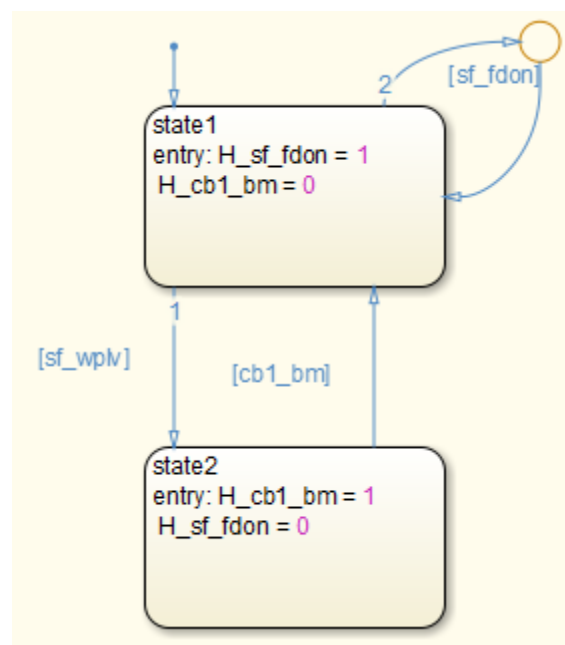 2
[sf_fdon]
state1
entry: H_sf_fdon = 1
H_cb1_bm = 0
1
[sf_wplv]
[cb1_bm]
state2
entry: H_cb1_bm = 1
H_sf_fdon = 0